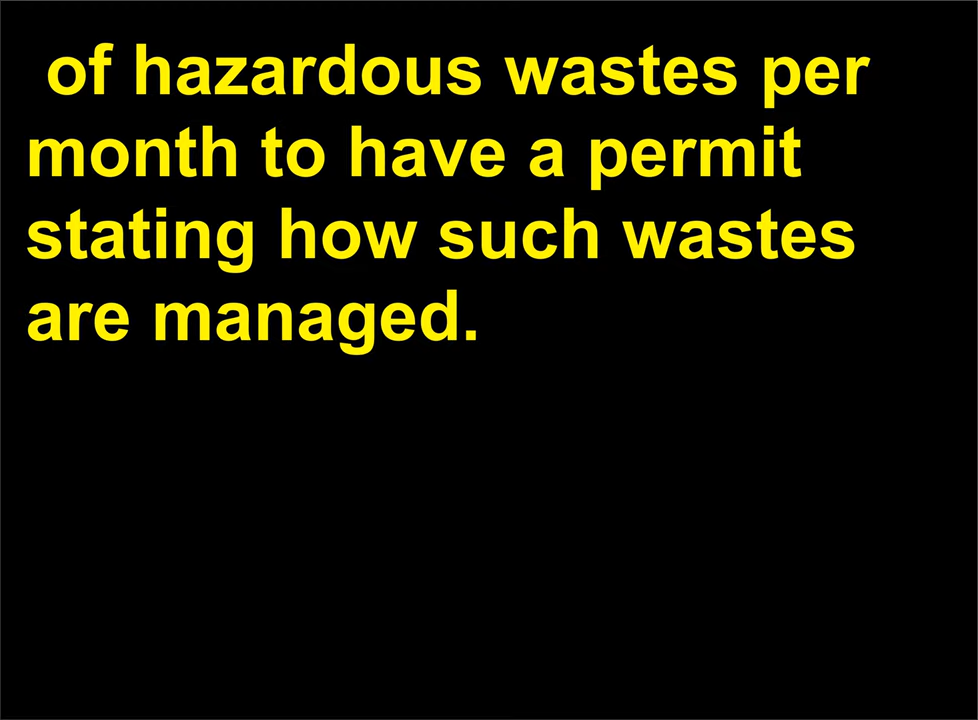 of hazardous wastes per
month to have a permit
stating how such wastes
are managed.